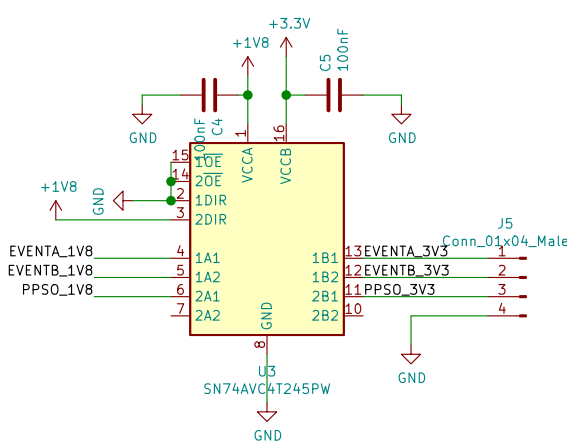 +3.3V
+1V8
C5
100nF
100nF
C4
GND
GND
1
16
VCCA
VCCB
15
1OE
14
2OE
2
1DIR
3
2DIR
GND
+1V8
EVENTA_1V8
4
1A1
1B1
13
EVENTA_3V3
EVENTB_1V8
5
1A2
1B2
12
EVENTB_3V3
PPSO_1V8
6
2A1
2B1
11
PPSO_3V3
7
2A2
2B2
10
J5
Conn_01x04_Male
1
2
3
4
GND
GND
8
U3
SN74AVC4T245PW
GND